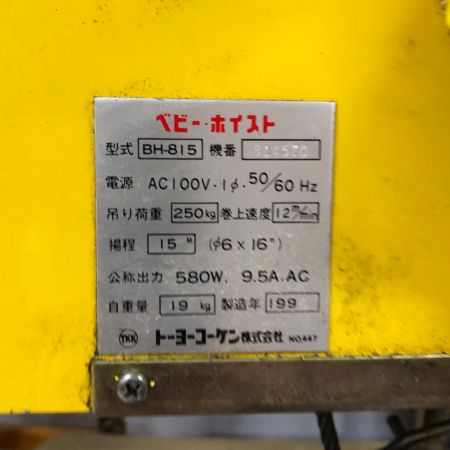 ベビー・ホイスト
型式 BH-815 機番
電源 AC100V・1φ・50/60Hz
吊り荷重 250kg 巻上速度 12m/min
揚程 15M (φ6×16")
公称出力 580W. 9.5A.AC
自重量 19kg 製造年 199
TKK トーヨーコーケン株式会社 NO.447